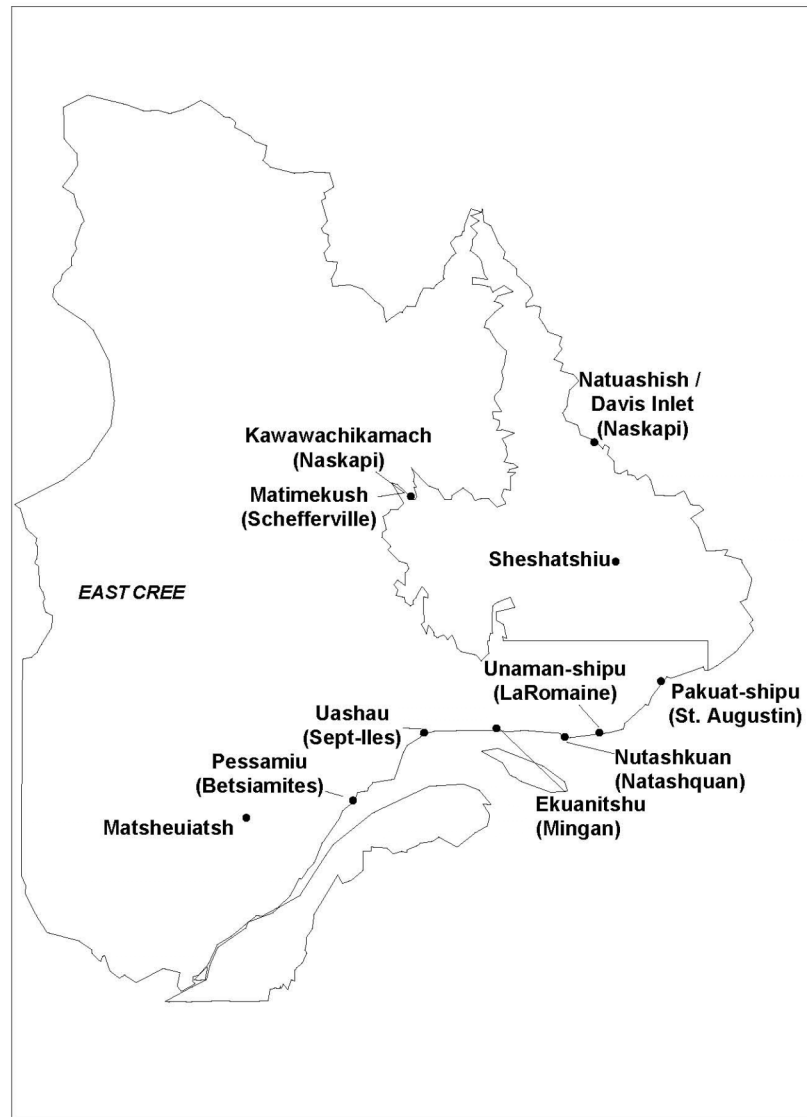 Natuashish /
Davis Inlet
(Naskapi)
Kawawachikamach
(Naskapi)
Matimekush
(Schefferville)
Sheshatshiu
EAST CREE
Unaman-shipu
(LaRomaine)
Pakuat-shipu
(St. Augustin)
Uashau
(Sept-Iles)
Nutashkuan
(Natashquan)
Pessamiu
(Betsiamites)
Ekuanitshu
(Mingan)
Matsheuiatsh